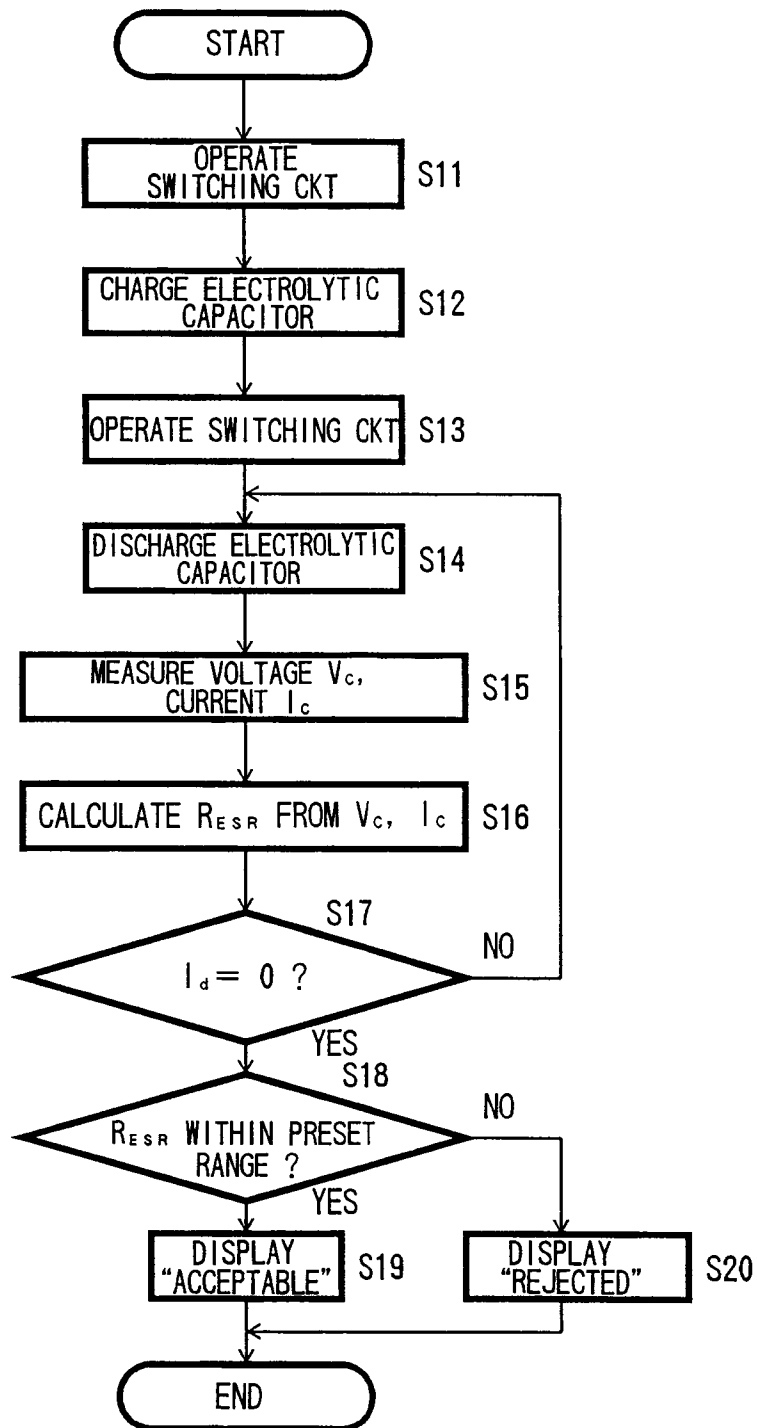 START
OPERATE
SWITCHING CKT
S11
CHARGE ELECTROLYTIC
CAPACITOR
S12
OPERATE SWITCHING CKT
S13
DISCHARGE ELECTROLYTIC
CAPACITOR
S14
MEASURE VOLTAGE Vc,
CURRENT Ic
S15
CALCULATE RESR FROM Vc, Ic
S16
S17
Id = 0 ?
NO
YES
S18
RESR WITHIN PRESET
RANGE ?
NO
YES
DISPLAY
“ACCEPTABLE”
S19
DISPLAY
“REJECTED”
S20
END